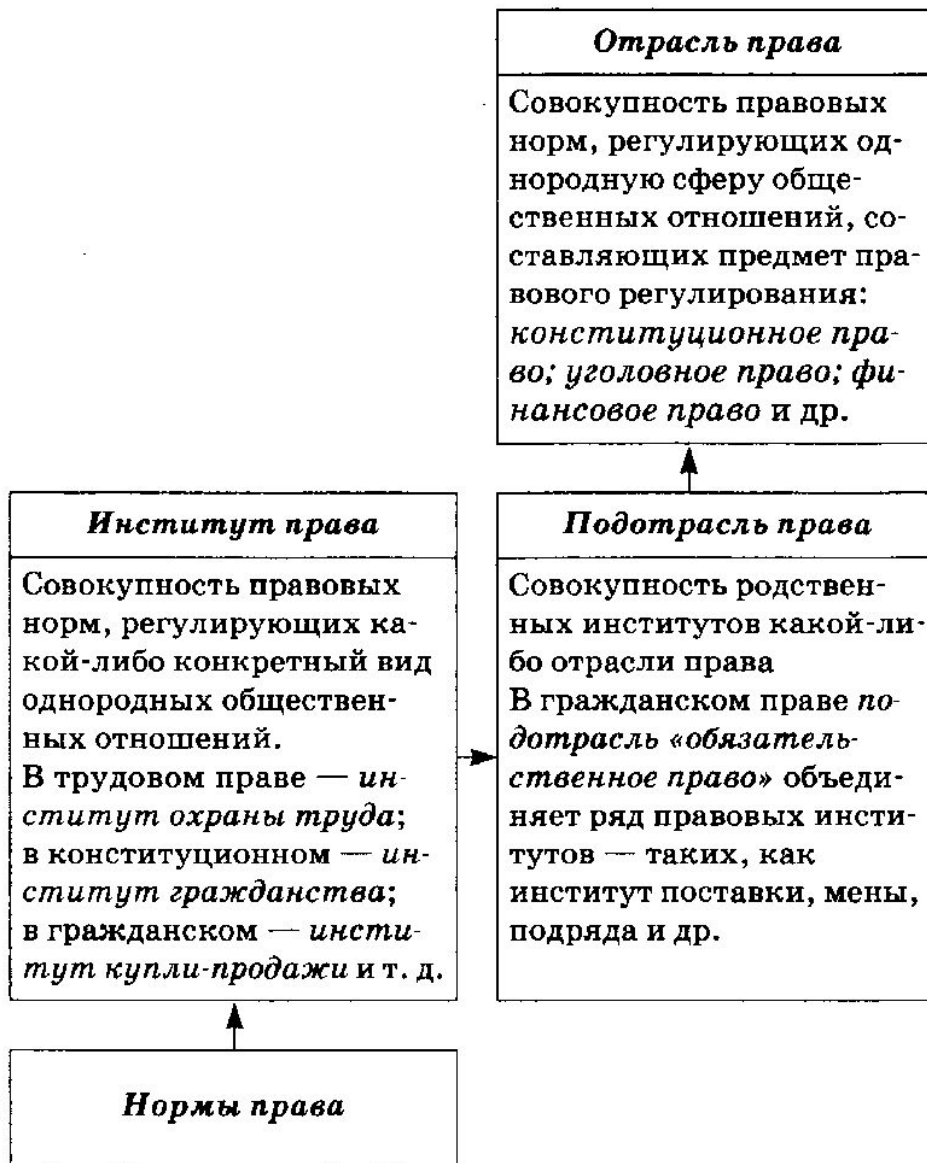 Отрасль права
Совокупность правовых
норм, регулирующих од-
нородную сферу обще-
ственных отношений, со-
ставляющих предмет пра-
вового регулирования:
конституционное пра-
во; уголовное право; фи-
нансовое право и др.
Институт права
Совокупность правовых
норм, регулирующих ка-
кой-либо конкретный вид
однородных обществен-
ных отношений.
В трудовом праве — ин-
ститут охраны труда;
в конституционном — ин-
ститут гражданства;
в гражданском — инсти-
тут купли-продажи и т. д.
Подотрасль права
Совокупность родствен-
ных институтов какой-ли-
бо отрасли права
В гражданском праве по-
дотрасль «обязатель-
ственное право» объеди-
няет ряд правовых инсти-
тутов — таких, как
институт поставки, мены,
подряда и др.
Нормы права